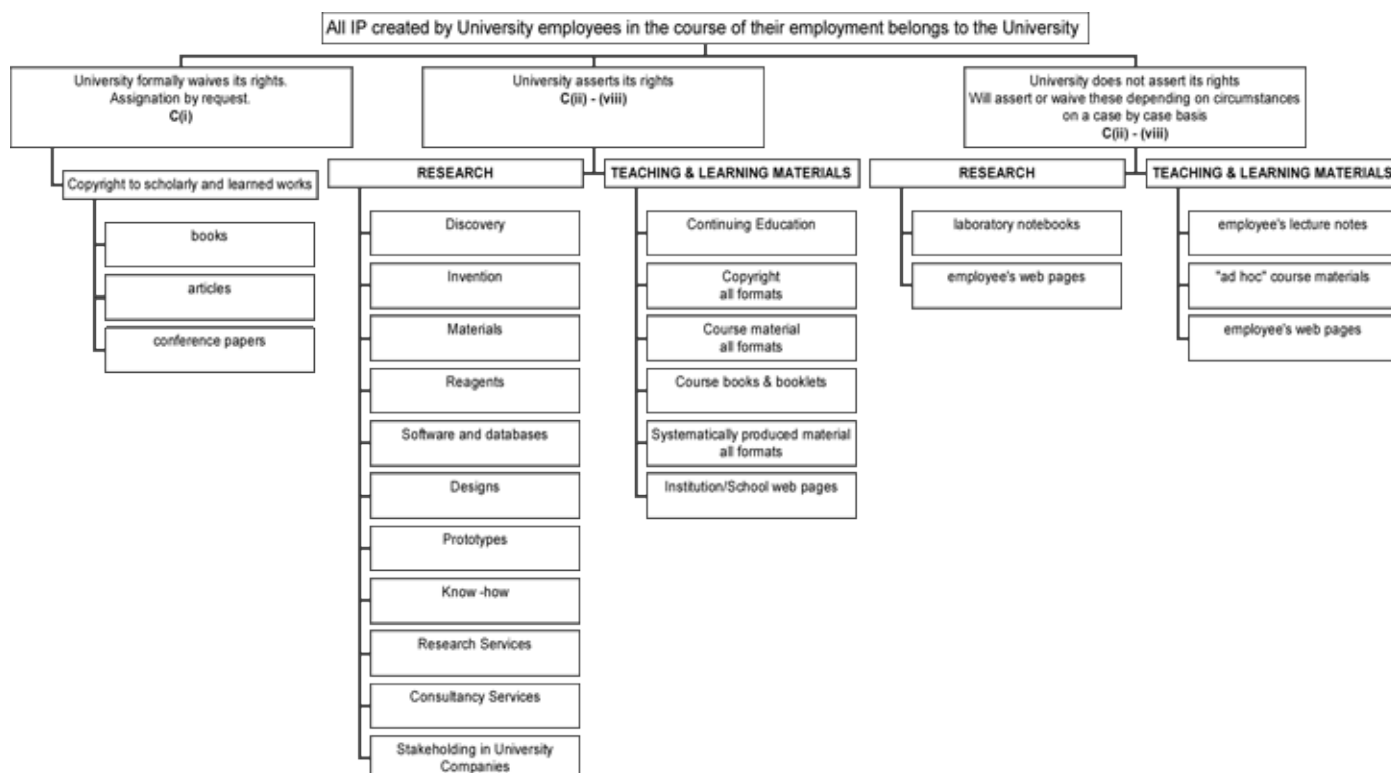 All IP created by University employees in the course of their employment belongs to the University
University formally waives its rights.
Assignation by request.
C(i)
Copyright to scholarly and learned works
books
articles
conference papers
University asserts its rights
C(ii) - (viii)
RESEARCH
Discovery
Invention
Materials
Reagents
Software and databases
Designs
Prototypes
Know -how
Research Services
Consultancy Services
Stakeholding in University
Companies
TEACHING & LEARNING MATERIALS
Continuing Education
Copyright
all formats
Course material
all formats
Course books & booklets
Systematically produced material
all formats
Institution/School web pages
University does not assert its rights
Will assert or waive these depending on circumstances
on a case by case basis
C(ii) - (viii)
RESEARCH
laboratory notebooks
employee's web pages
TEACHING & LEARNING MATERIALS
employee's lecture notes
"ad hoc" course materials
employee's web pages